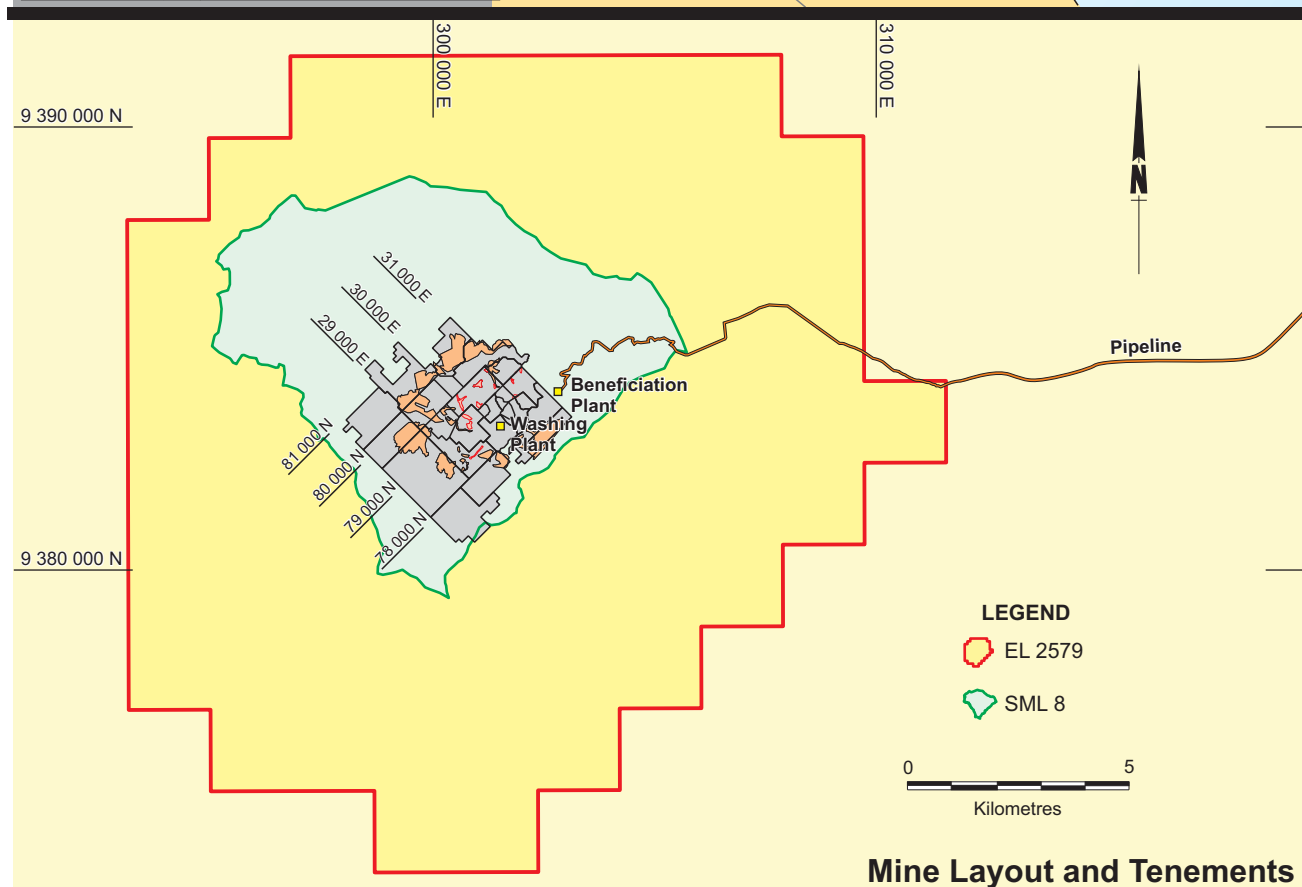 300 000 E
310 000 E
9 390 000 N
N
31 000 E
30 000 E
29 000 E
Pipeline
Beneficiation
Plant
Washing
Plant
81 000 N
80 000 N
79 000 N
78 000 N
9 380 000 N
LEGEND
EL 2579
SML 8
0 5
Kilometres
Mine Layout and Tenements